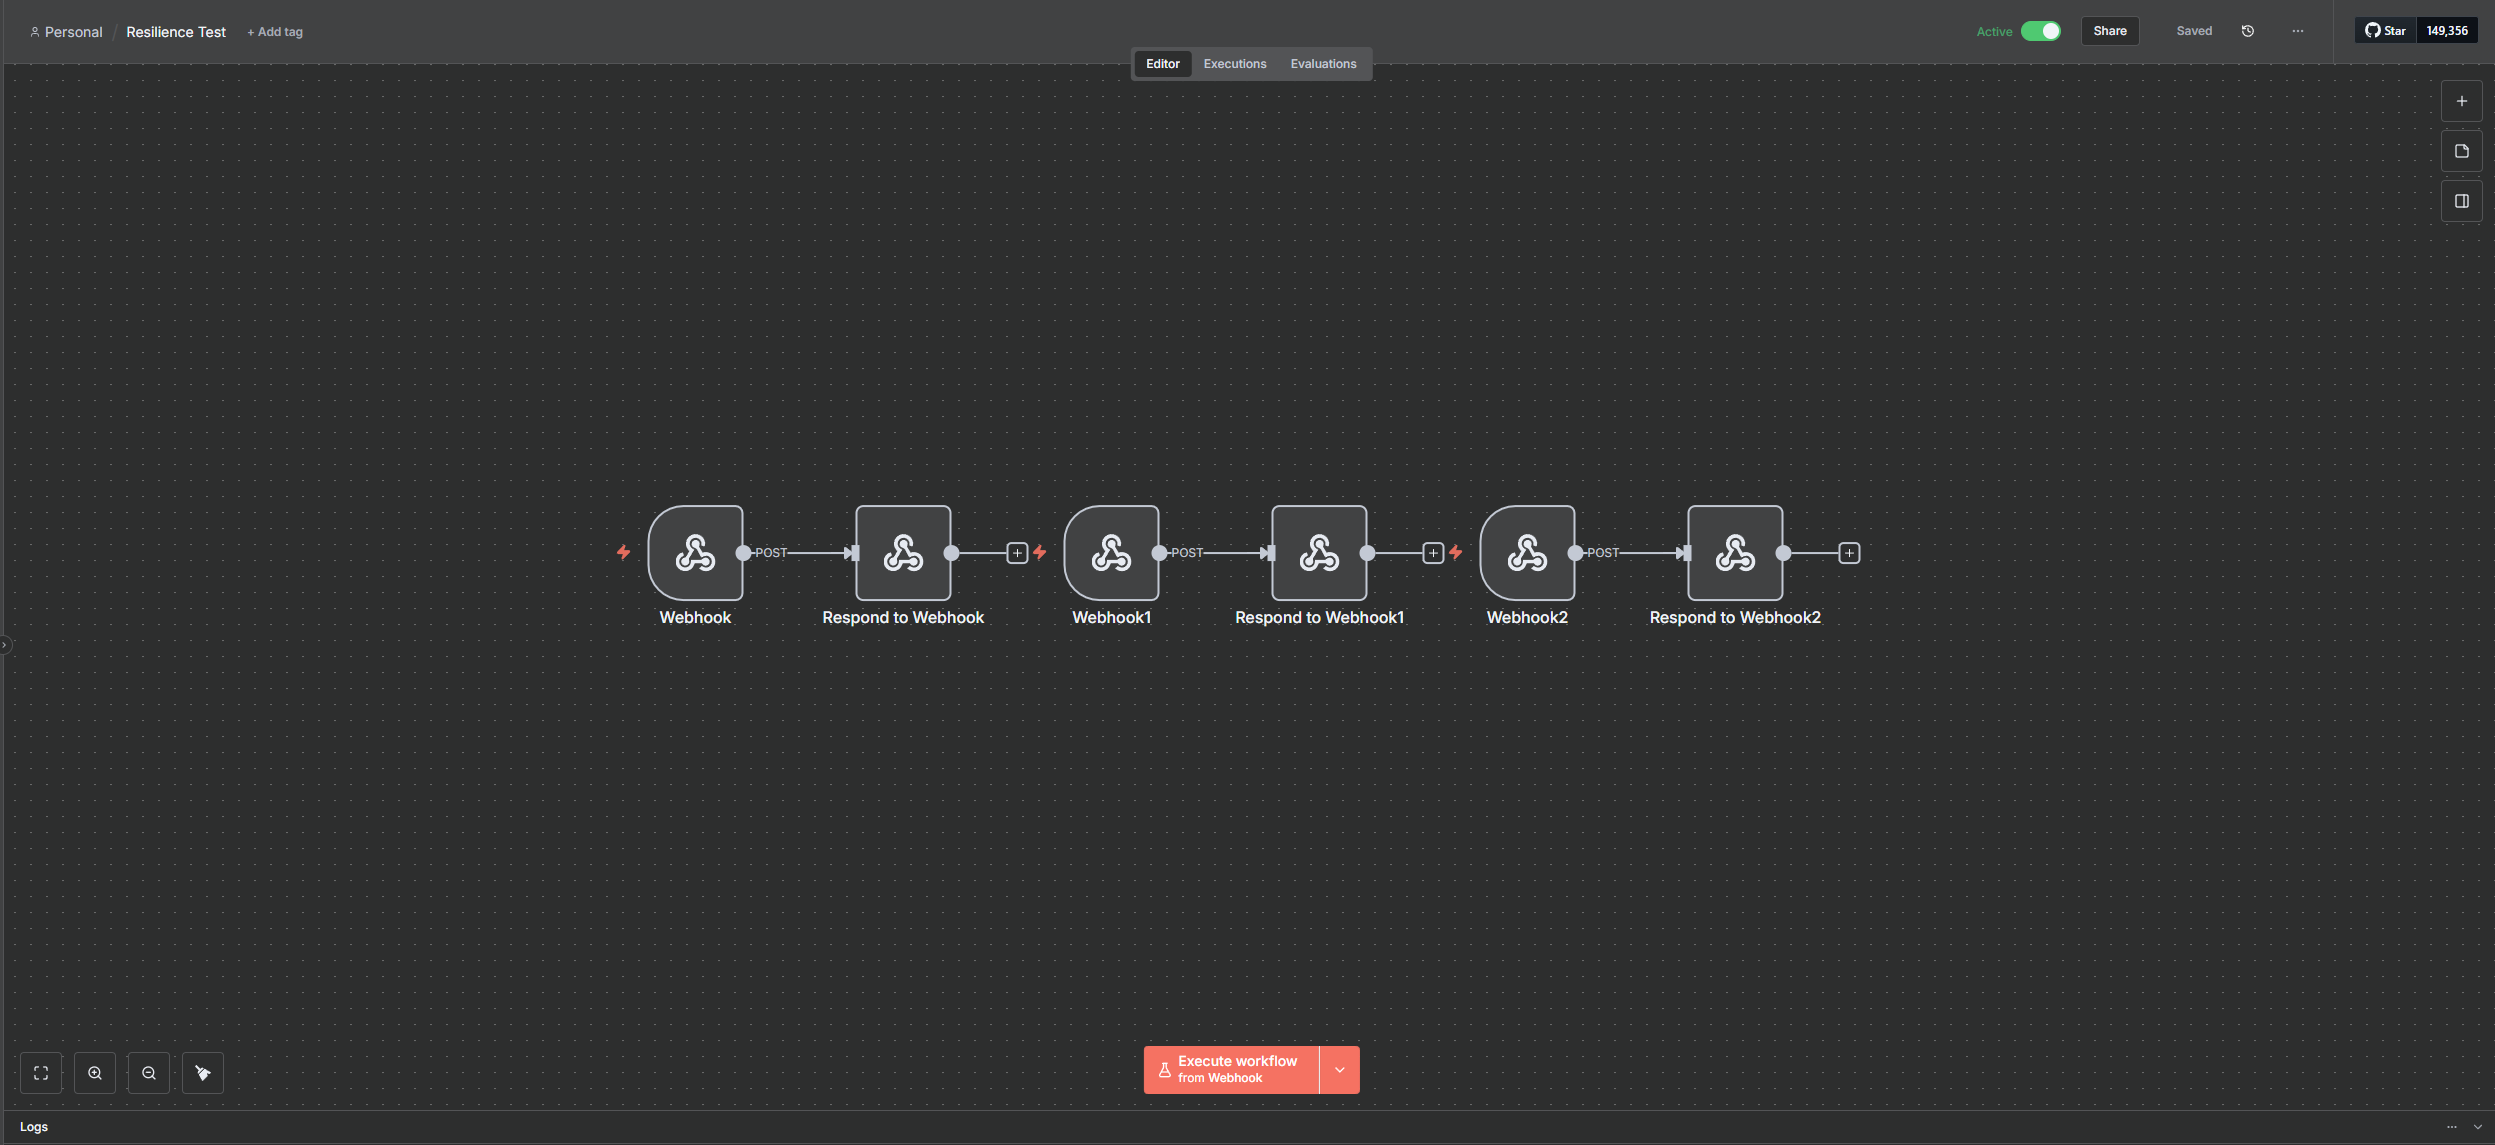 Personal / Resilience Test + Add tag
Active Share Saved ... Star 149,356
Editor Executions Evaluations
POST POST POST
Webhook Respond to Webhook Webhook1 Respond to Webhook1 Webhook2 Respond to Webhook2
Execute workflow
from Webhook
Logs